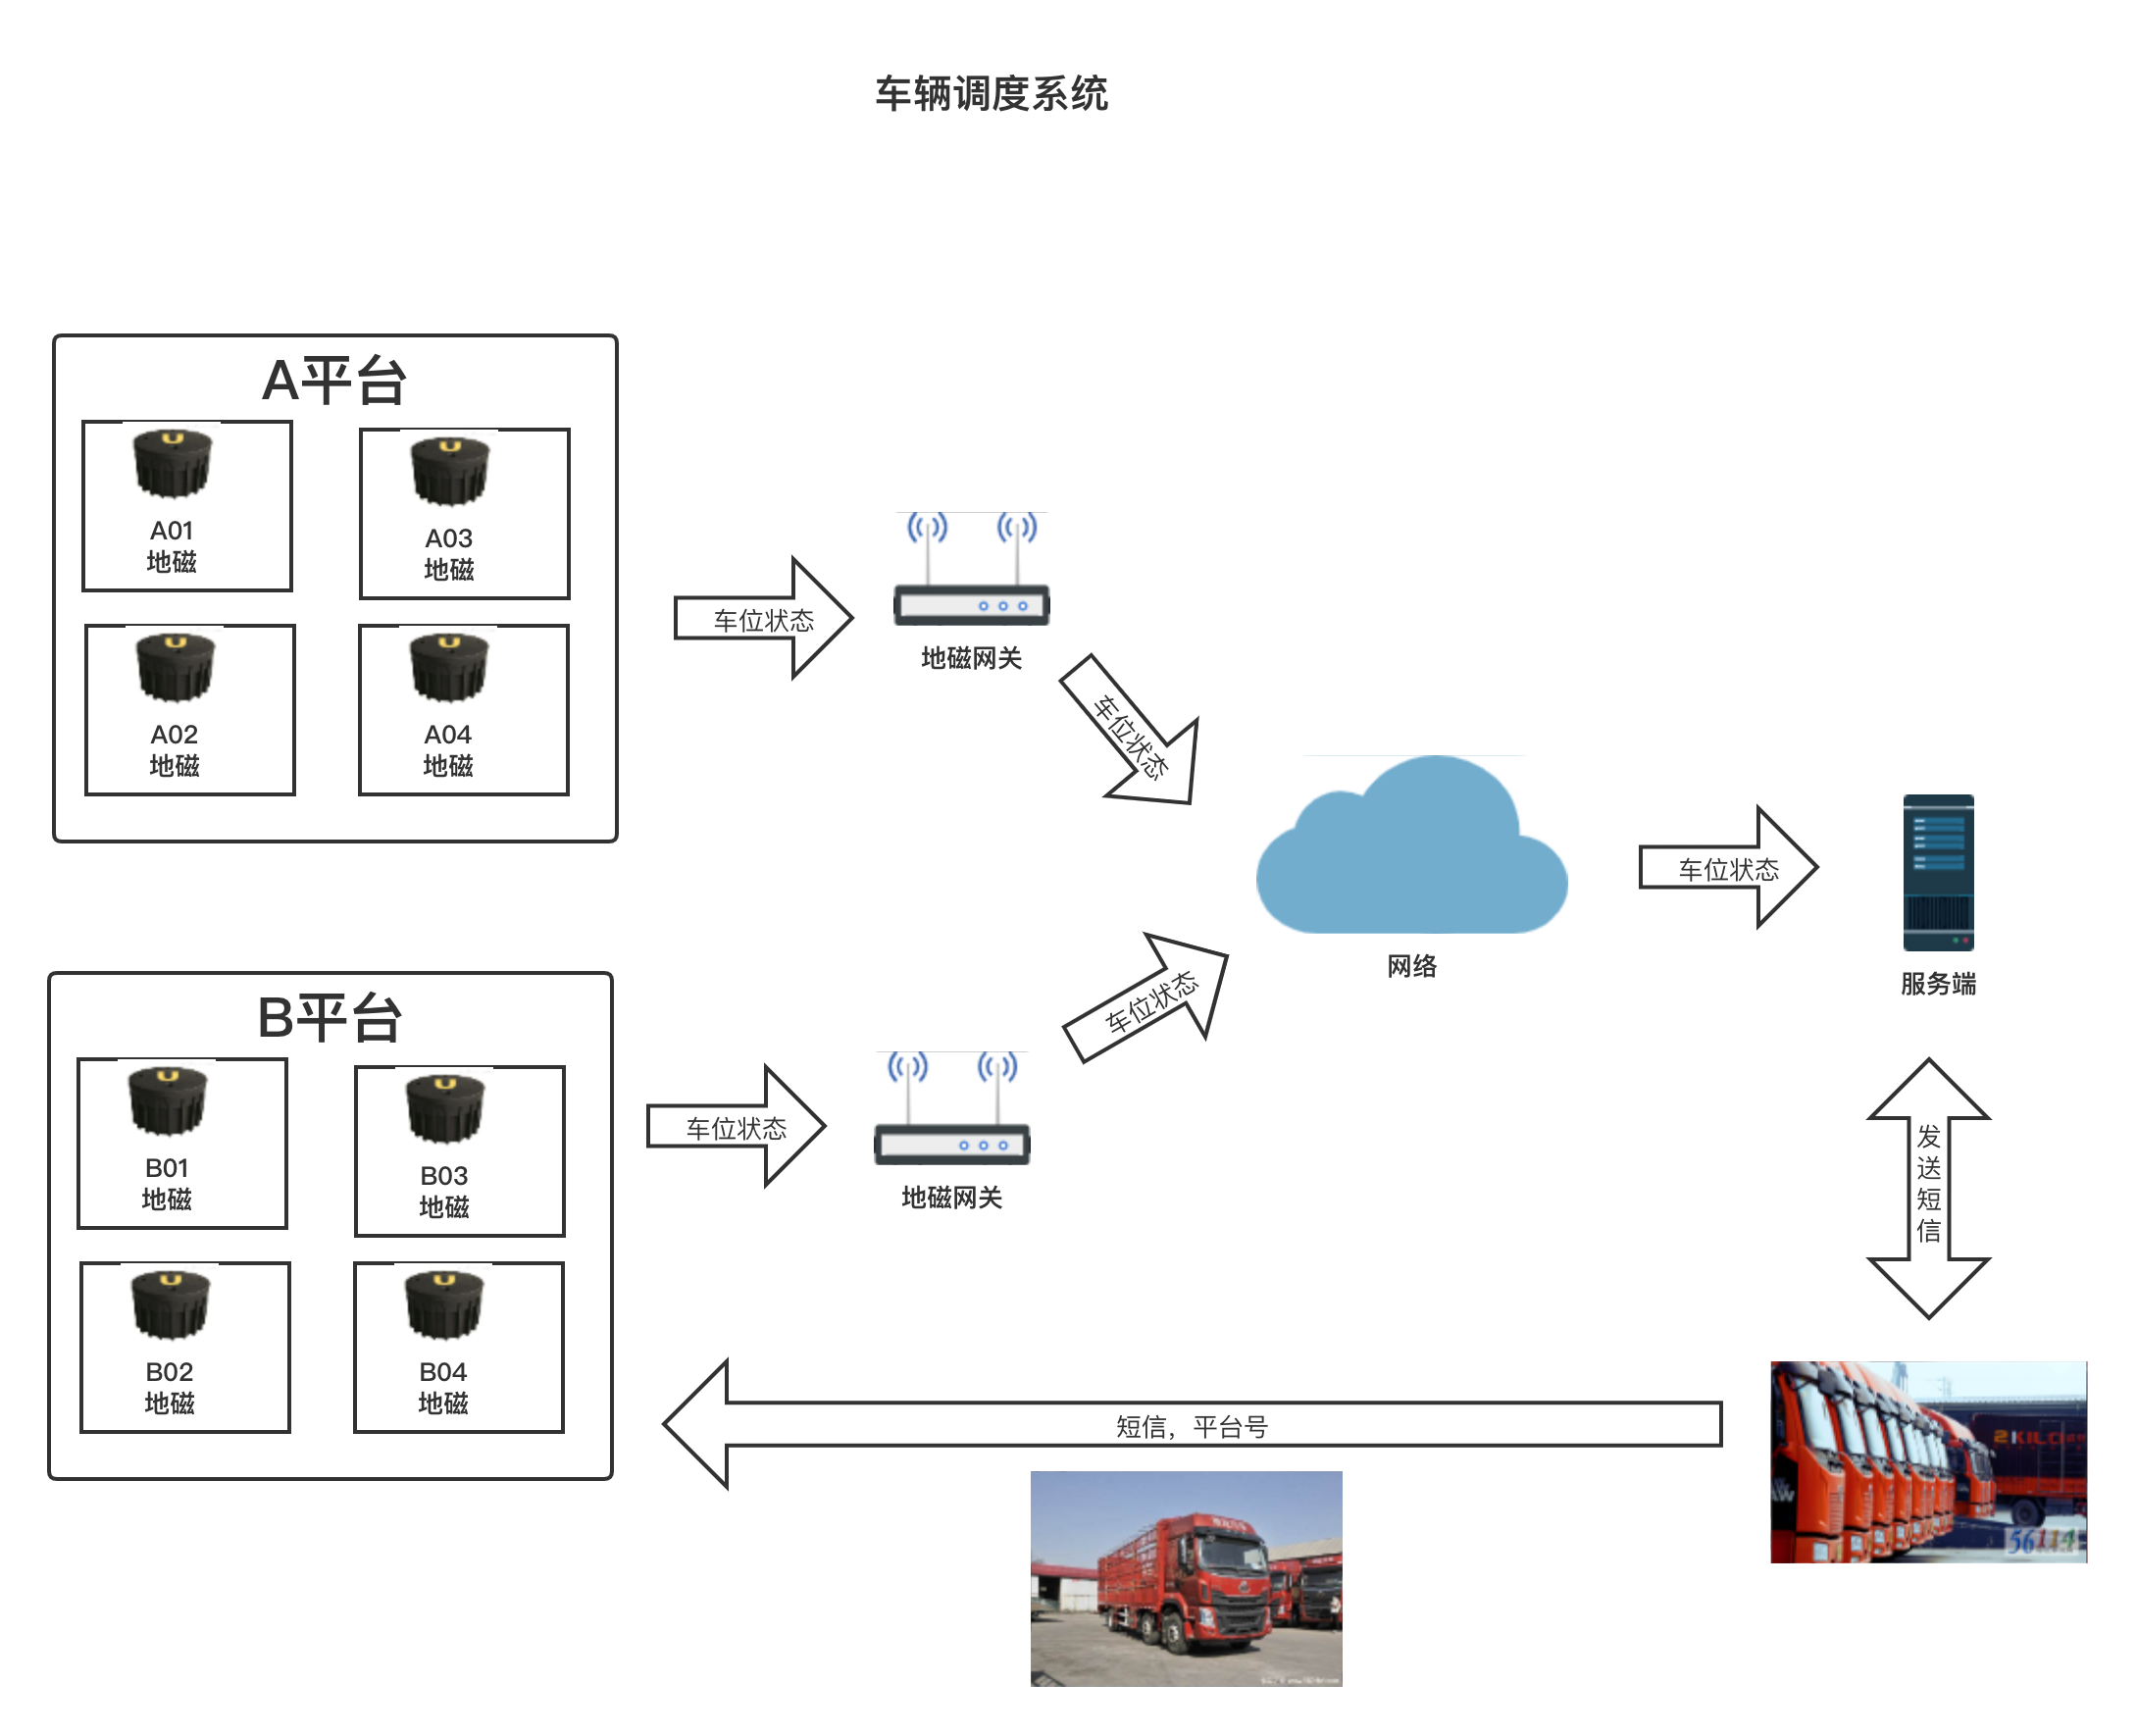 车辆调度系统
A平台
A01
地磁
A03
地磁
A02
地磁
A04
地磁
车位状态
地磁网关
车位状态
网络
车位状态
服务端
B平台
B01
地磁
B03
地磁
B02
地磁
B04
地磁
车位状态
地磁网关
车位状态
发
送
短
信
短信，平台号
2KILO
56114